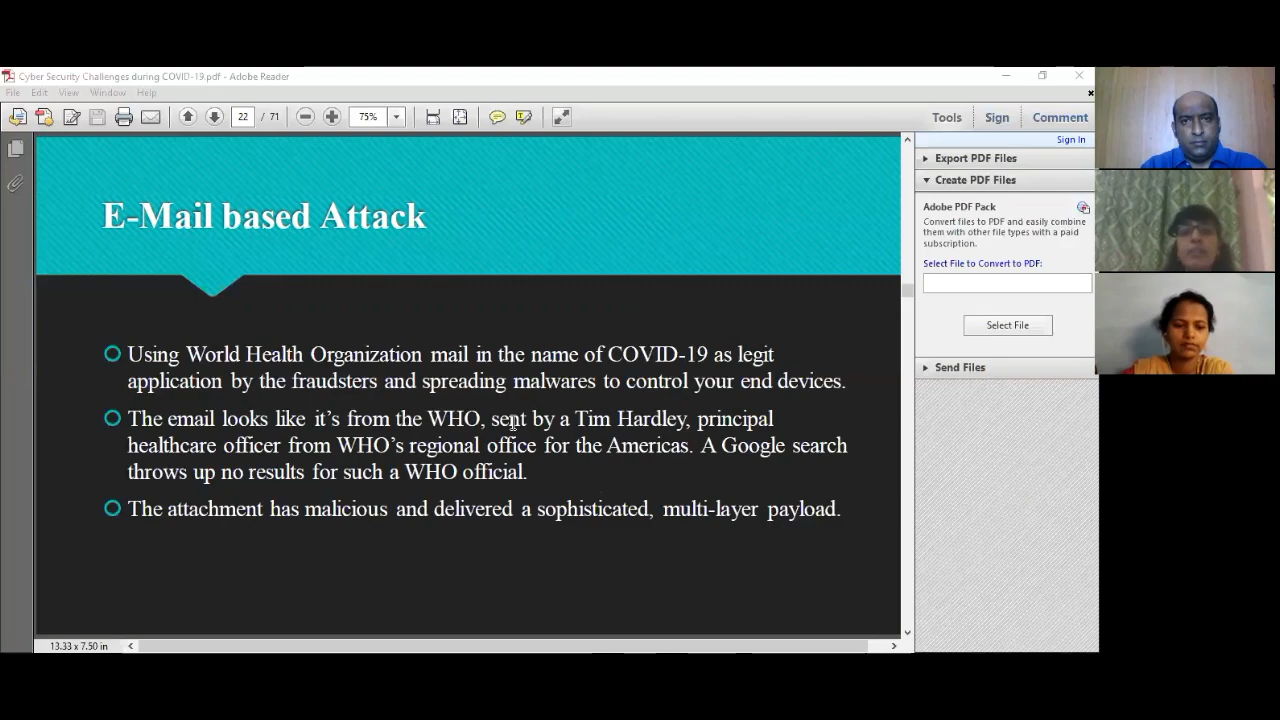 Cyber Security Challenges during COVID-19.pdf - Adobe Reader
File Edit View Window Help
22 / 71 75% Tools Sign Comment
Sign In
Export PDF Files
Create PDF Files
Adobe PDF Pack
Convert files to PDF and easily combine
them with other file types with a paid
subscription.
Select File to Convert to PDF:
Select File
Send Files
E-Mail based Attack
Using World Health Organization mail in the name of COVID-19 as legit
application by the fraudsters and spreading malwares to control your end devices.
The email looks like it’s from the WHO, sent by a Tim Hardley, principal
healthcare officer from WHO’s regional office for the Americas. A Google search
throws up no results for such a WHO official.
The attachment has malicious and delivered a sophisticated, multi-layer payload.
13.33 x 7.50 in